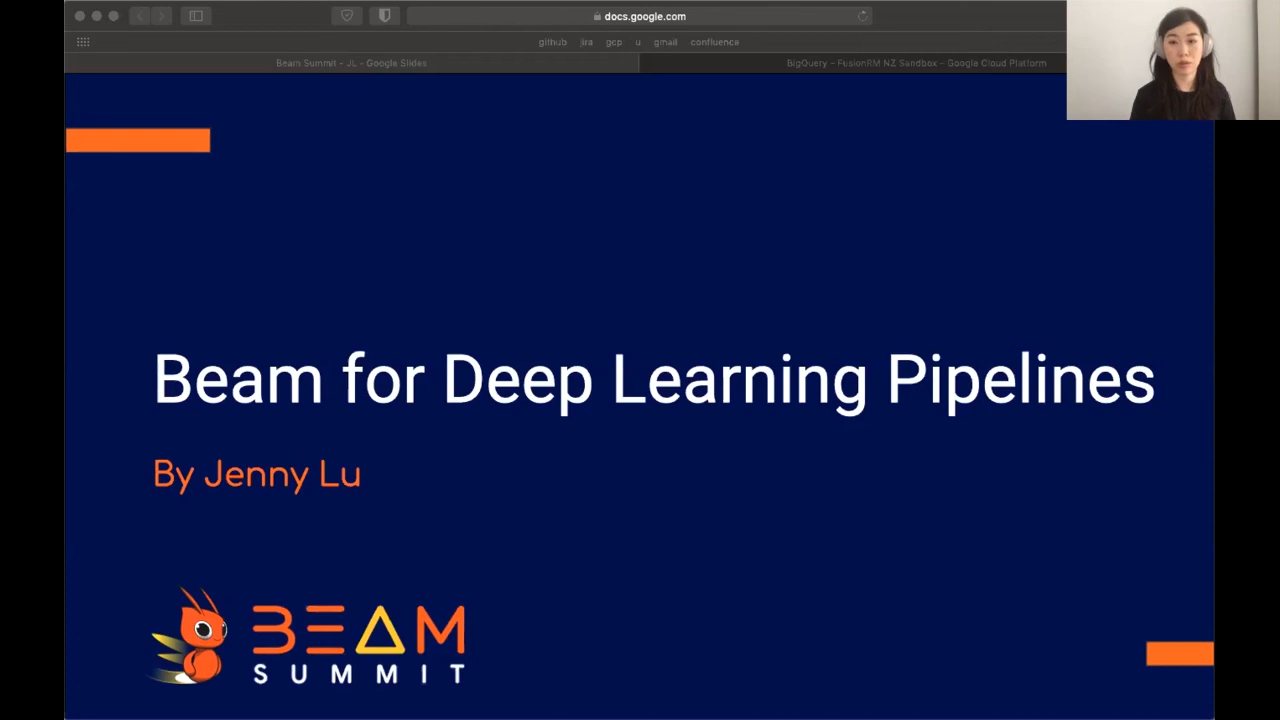 docs.google.com
github jira gcp u gmail confluence
Beam Summit - JL - Google Slides
BigQuery – FusionRM NZ Sandbox – Google Cloud Platform
Beam for Deep Learning Pipelines
By Jenny Lu
BEAM
SUMMIT